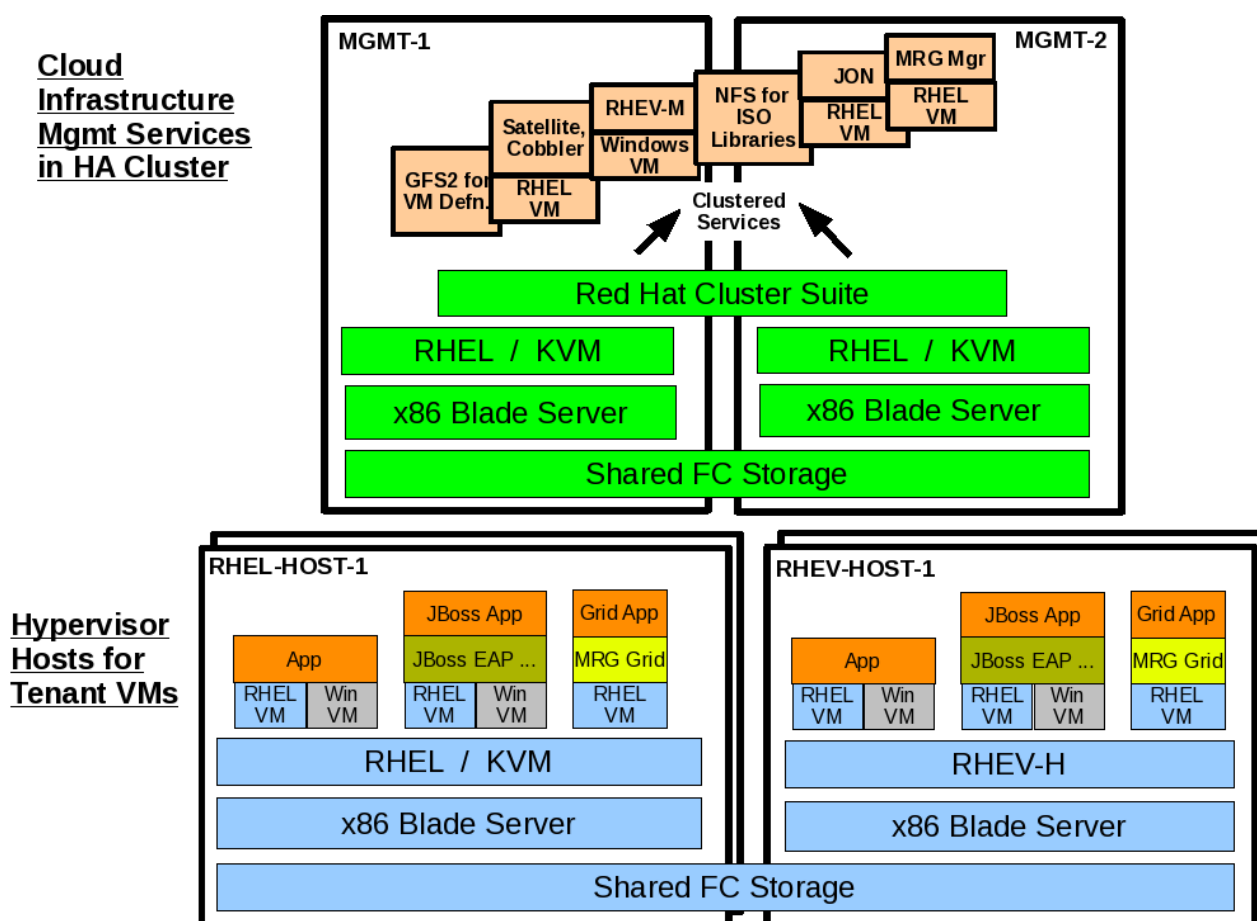 Cloud
Infrastructure
Mgmt Services
in HA Cluster
MGMT-1
MGMT-2
GFS2 for
VM Defn.
Satellite,
Cobbler
RHEL
VM
RHEV-M
Windows
VM
NFS for
ISO
Libraries
JON
RHEL
VM
MRG Mgr
RHEL
VM
Clustered
Services
Red Hat Cluster Suite
RHEL / KVM
RHEL / KVM
x86 Blade Server
x86 Blade Server
Shared FC Storage
Hypervisor
Hosts for
Tenant VMs
RHEL-HOST-1
App
RHEL
VM
Win
VM
JBoss App
JBoss EAP ...
RHEL
VM
Win
VM
Grid App
MRG Grid
RHEL
VM
RHEL / KVM
x86 Blade Server
RHEV-HOST-1
App
RHEL
VM
Win
VM
JBoss App
JBoss EAP ...
RHEL
VM
Win
VM
Grid App
MRG Grid
RHEL
VM
RHEV-H
x86 Blade Server
Shared FC Storage